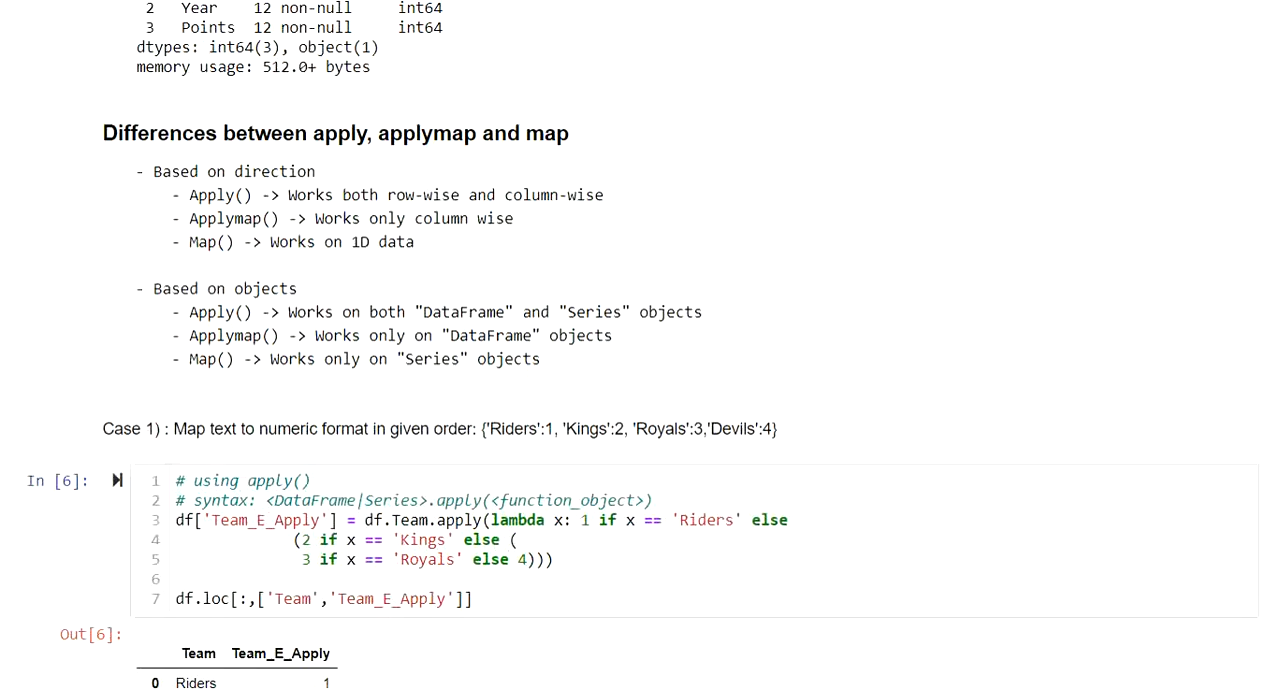 2 Year 12 non-null int64
3 Points 12 non-null int64
dtypes: int64(3), object(1)
memory usage: 512.0+ bytes
Differences between apply, applymap and map
- Based on direction
- Apply() -> Works both row-wise and column-wise
- Applymap() -> Works only column wise
- Map() -> Works on 1D data
- Based on objects
- Apply() -> Works on both "DataFrame" and "Series" objects
- Applymap() -> Works only on "DataFrame" objects
- Map() -> Works only on "Series" objects
Case 1) : Map text to numeric format in given order: {'Riders':1, 'Kings':2, 'Royals':3,'Devils':4}
In [6]: 1 # using apply()
2 # syntax: <DataFrame|Series>.apply(<function_object>)
3 df['Team_E_Apply'] = df.Team.apply(lambda x: 1 if x == 'Riders' else
4 (2 if x == 'Kings' else (
5 3 if x == 'Royals' else 4)))
6
7 df.loc[:,['Team','Team_E_Apply']]
Out[6]:
Team Team_E_Apply
0 Riders 1